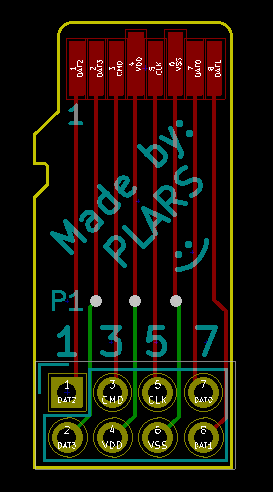 1 DAT2
2 DAT3
3 CMD
4 VDD
5 CLK
6 VSS
7 DAT0
8 DAT1
1
Made by:
PLARS
:)
P1
1 3 5 7
1 DAT2
3 CMD
5 CLK
7 DAT0
2 DAT3
4 VDD
6 VSS
8 DAT1